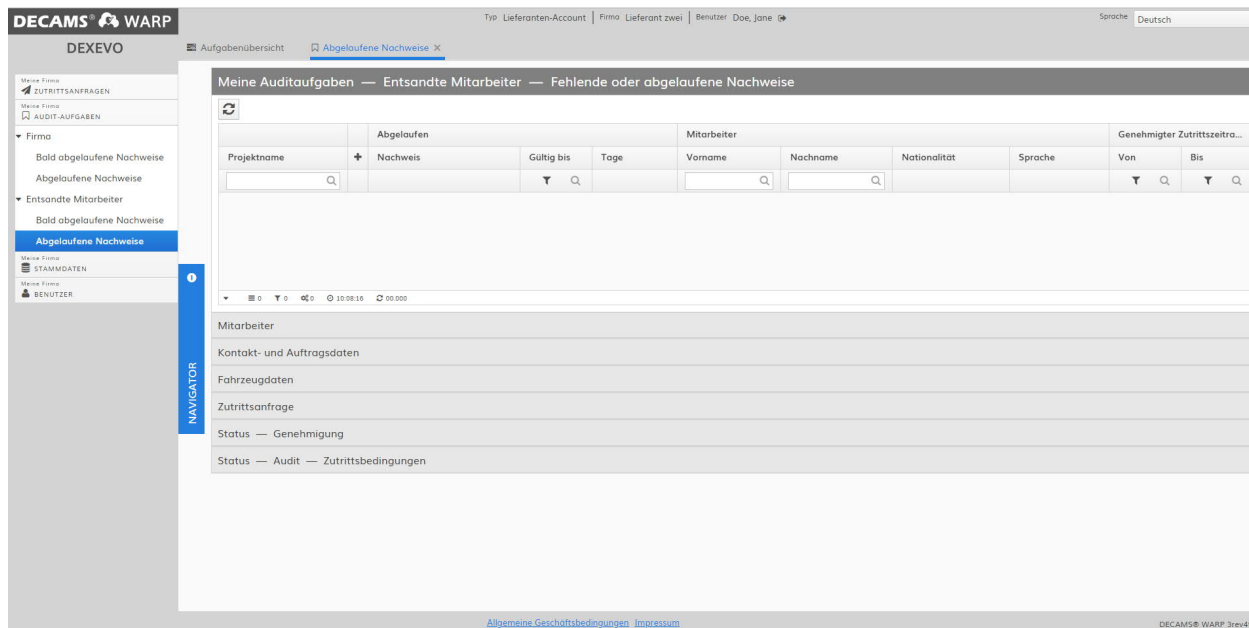 DECAMS® WARP
Typ Lieferanten-Account | Firma Lieferant zwei | Benutzer Doe, Jane
Sprache Deutsch
DEXEVO
Aufgabenübersicht
Abgelaufene Nachweise ×
Meine Firma
ZUTRITTSANFRAGEN
Meine Firma
AUDIT-AUFGABEN
Firma
Bald abgelaufene Nachweise
Abgelaufene Nachweise
Entsandte Mitarbeiter
Bald abgelaufene Nachweise
Abgelaufene Nachweise
Meine Firma
STAMMDATEN
Meine Firma
BENUTZER
NAVIGATOR
Meine Auditaufgaben — Entsandte Mitarbeiter — Fehlende oder abgelaufene Nachweise
Abgelaufen Mitarbeiter Genehmigter Zutrittszeitra...
Projektname + Nachweis Gültig bis Tage Vorname Nachname Nationalität Sprache Von Bis
0 0 0 10:08:16 00.000
Mitarbeiter
Kontakt- und Auftragsdaten
Fahrzeugdaten
Zutrittsanfrage
Status — Genehmigung
Status — Audit — Zutrittsbedingungen
Allgemeine Geschäftsbedingungen Impressum
DECAMS® WARP 3rev4